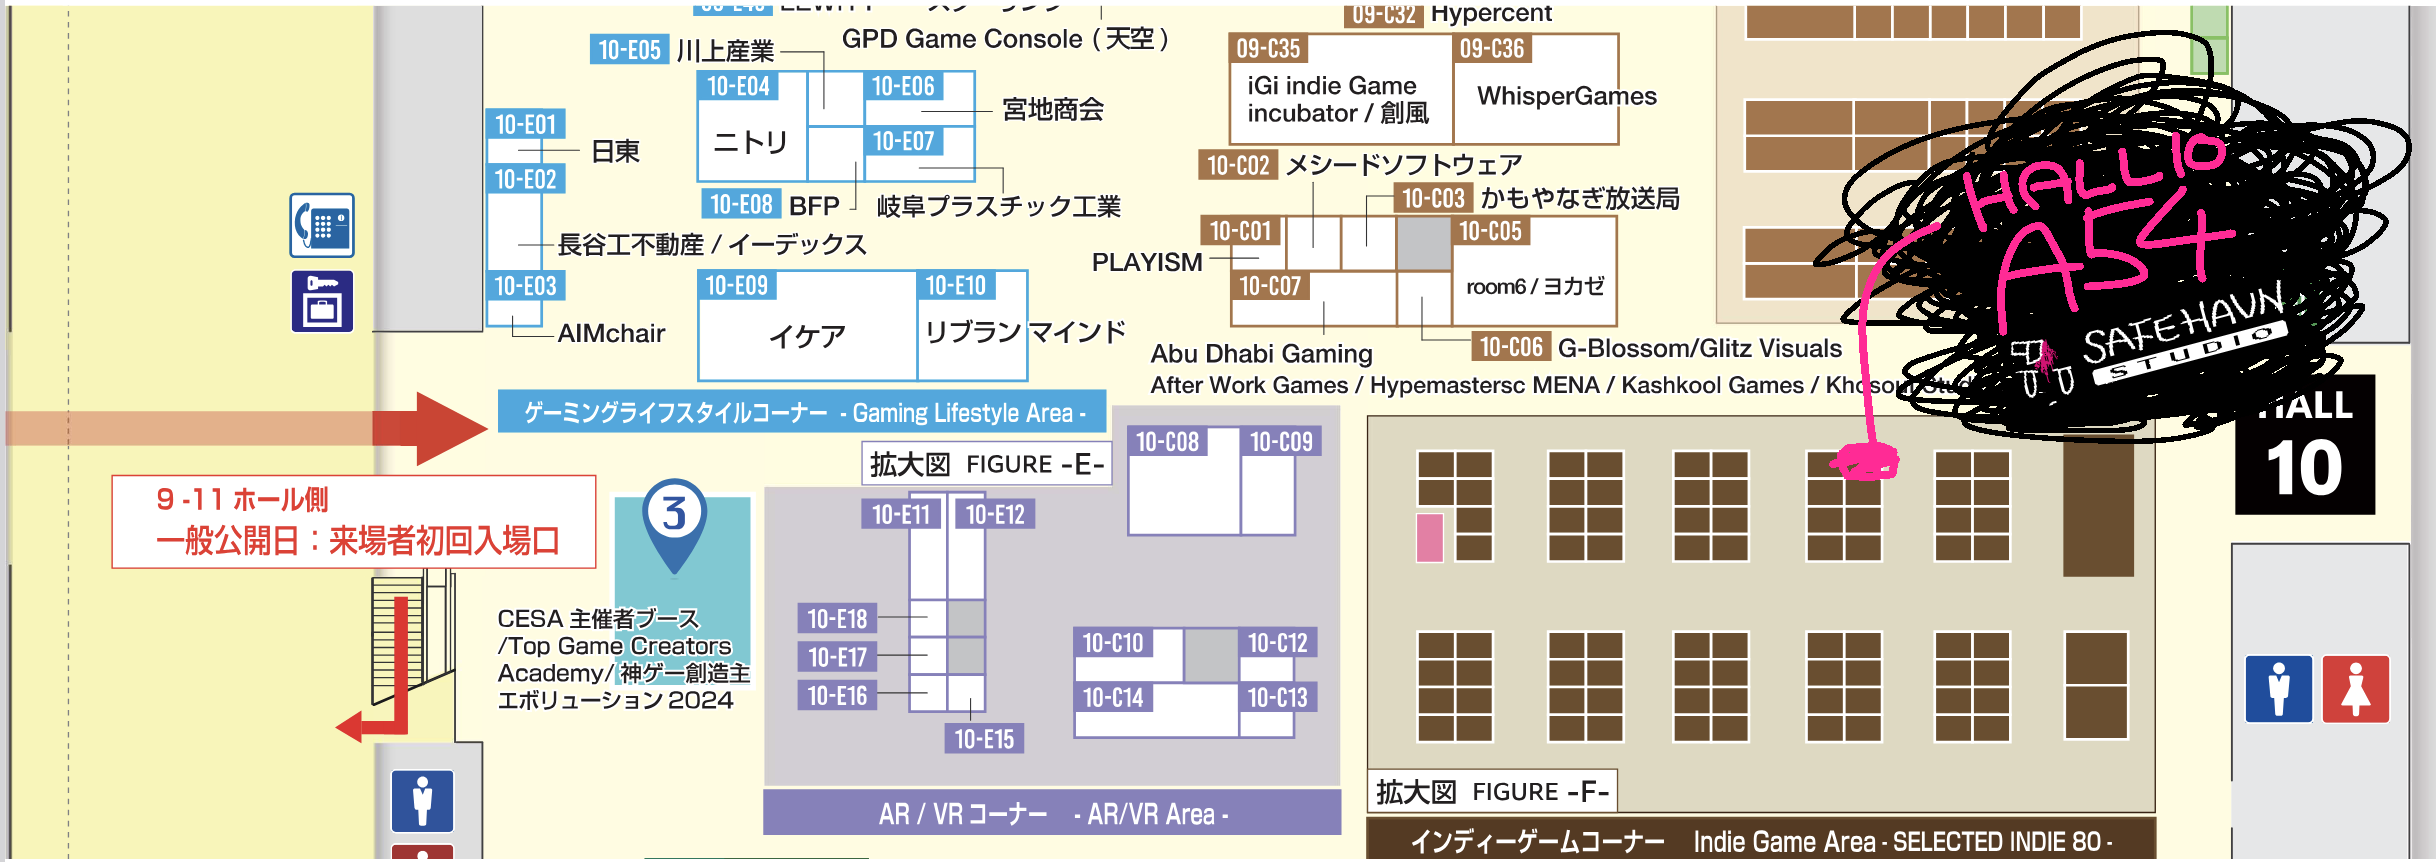 GPD Game Console ( 天空 )
09-C32 Hypercent
10-E05 川上産業
09-C35
iGi indie Game
incubator / 創風
09-C36
WhisperGames
10-E04
ニトリ
10-E06
宮地商会
10-E07
岐阜プラスチック工業
10-E08 BFP
10-E01
日東
10-E02
長谷工不動産 / イーデックス
10-E03
AIMchair
10-E09
イケア
10-E10
リブランマインド
10-C02 メシードソフトウェア
10-C03 かもやなぎ放送局
10-C01
PLAYISM
10-C05
room6 / ヨカゼ
10-C07
10-C06 G-Blossom/Glitz Visuals
Abu Dhabi Gaming
After Work Games / Hypemastersc MENA / Kashkool Games /
HALL 10
A54
SAFEHAVN
STUDIO
HALL
10
ゲーミングライフスタイルコーナー - Gaming Lifestyle Area -
9 -11 ホール側
一般公開日：来場者初回入場口
3
CESA 主催者ブース
/Top Game Creators
Academy/ 神ゲー創造主
エボリューション 2024
拡大図 FIGURE -E-
10-C08
10-C09
10-E11
10-E12
10-E18
10-E17
10-E16
10-E15
10-C10
10-C12
10-C14
10-C13
AR / VR コーナー - AR/VR Area -
拡大図 FIGURE -F-
インディーゲームコーナー Indie Game Area - SELECTED INDIE 80 -